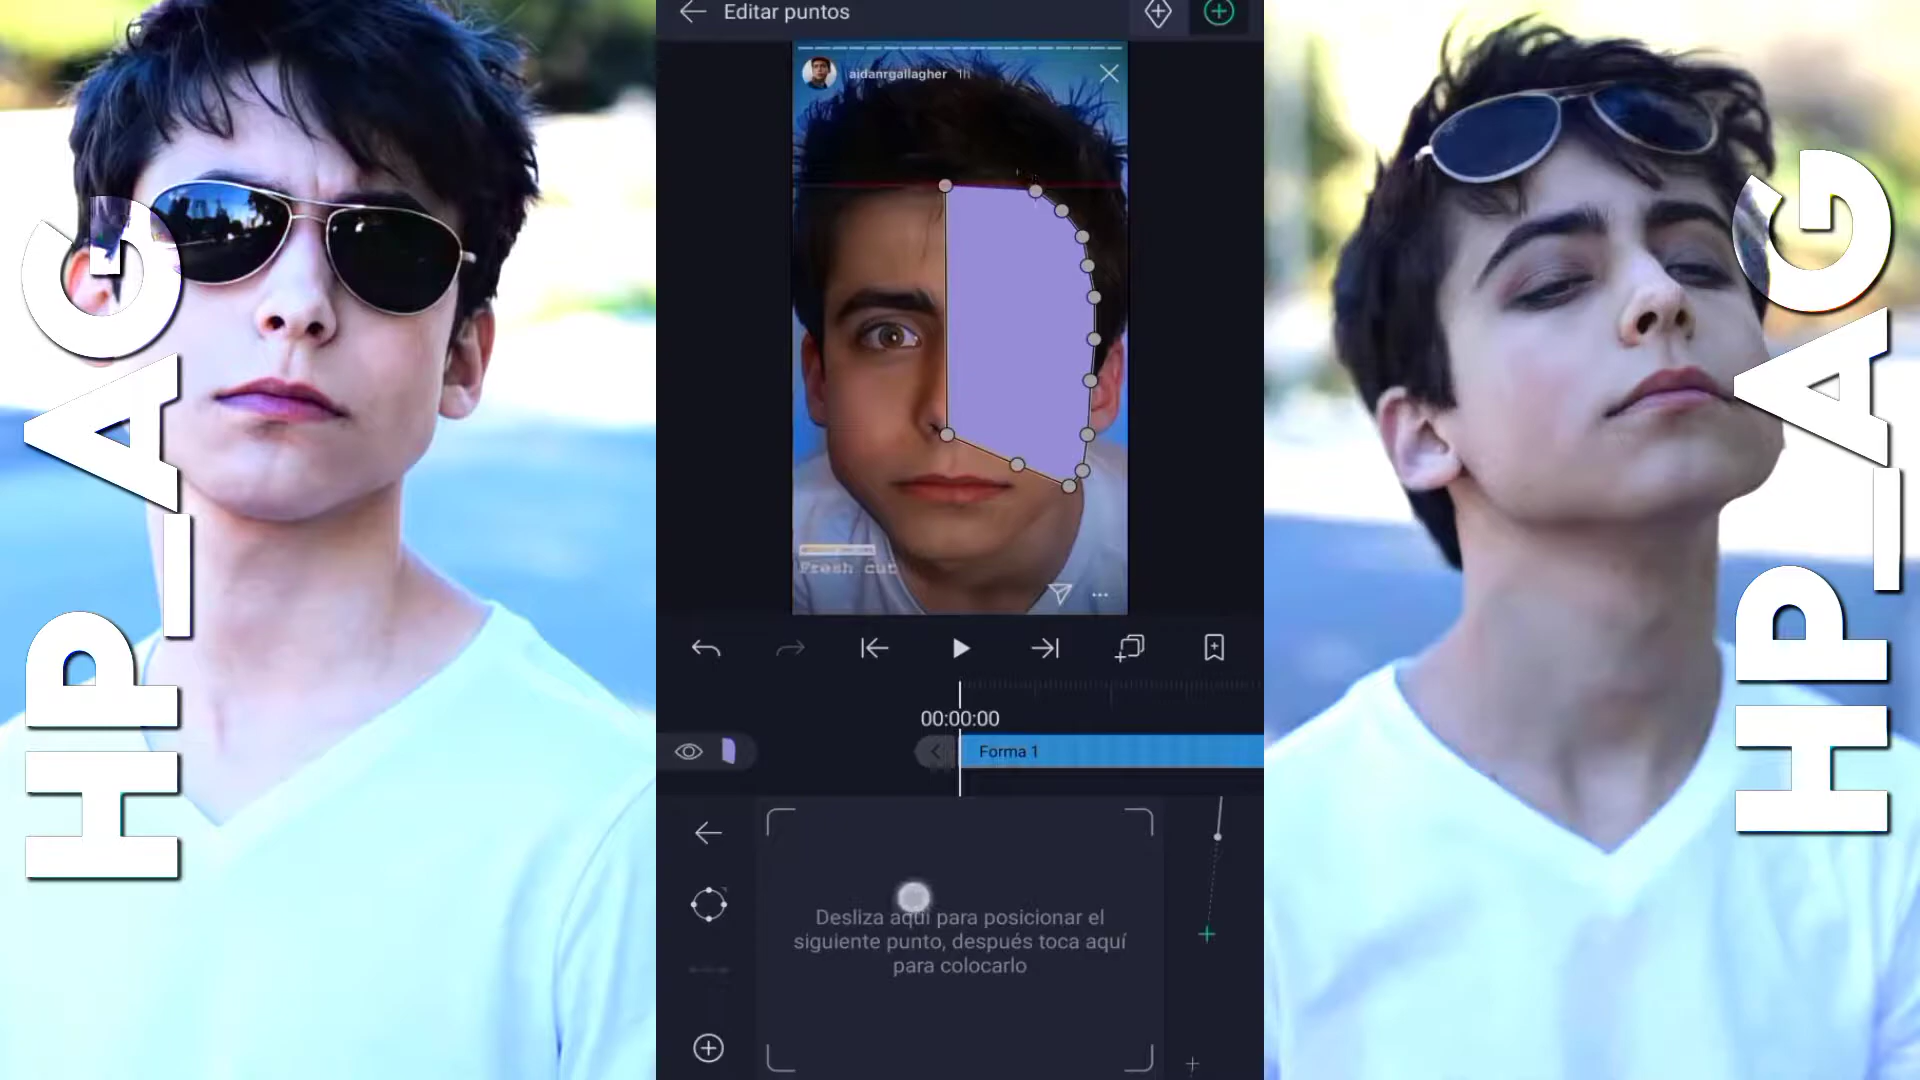 HP_AG
Editar puntos
aidanrgallagher 1h
Fresh cut
00:00:00
Forma 1
Desliza aquí para posicionar el
siguiente punto, después toca aquí
para colocarlo
HP_AG